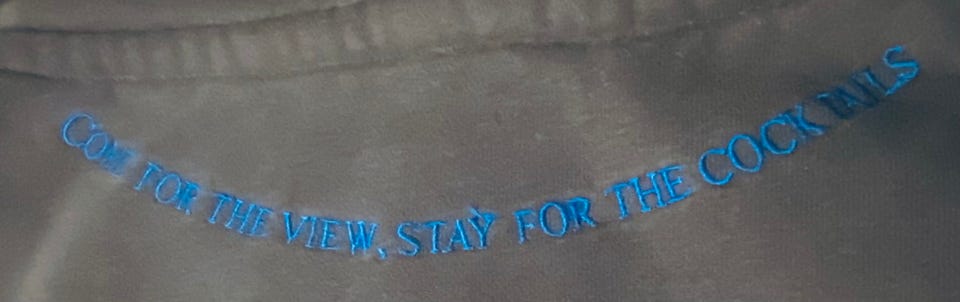 COME FOR THE VIEW, STAY FOR THE COCKTAILS